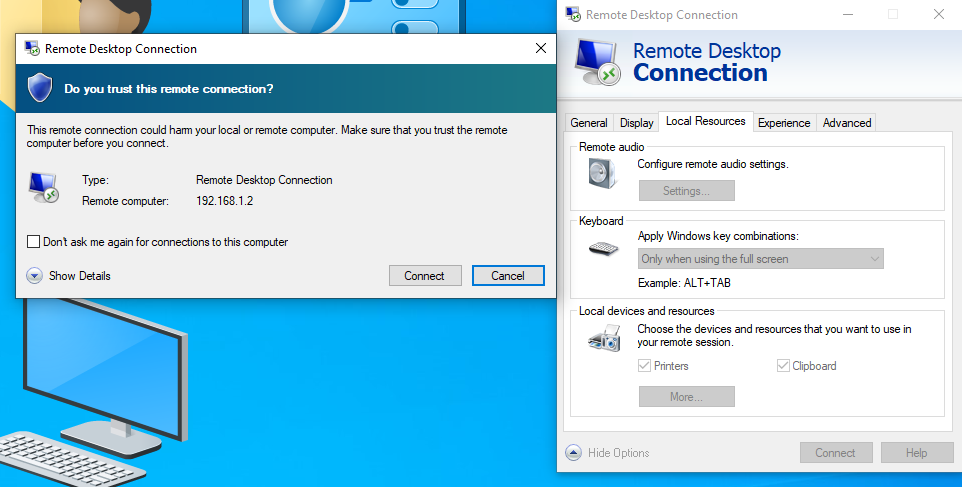 Remote Desktop Connection
Do you trust this remote connection?
This remote connection could harm your local or remote computer. Make sure that you trust the remote
computer before you connect.
Type: Remote Desktop Connection
Remote computer: 192.168.1.2
Don't ask me again for connections to this computer
Show Details
Connect Cancel
Remote Desktop Connection
Remote Desktop
Connection
General Display Local Resources Experience Advanced
Remote audio
Configure remote audio settings.
Settings...
Keyboard
Apply Windows key combinations:
Only when using the full screen
Example: ALT+TAB
Local devices and resources
Choose the devices and resources that you want to use in
your remote session.
Printers Clipboard
More...
Hide Options Connect Help